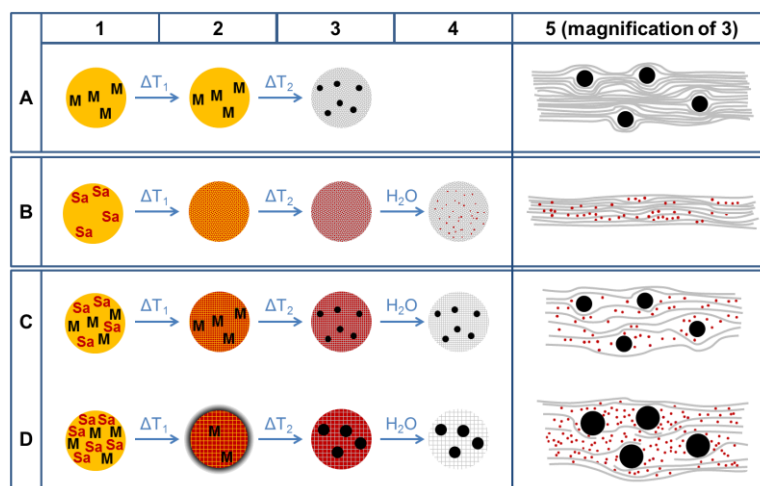 1 2 3 4 5 (magnification of 3)
A M M M M ΔT1 M M M M ΔT2
B Sa Sa Sa Sa ΔT1 ΔT2 H2O
C Sa Sa M M M Sa M Sa ΔT1 M M M M ΔT2 H2O
D Sa Sa Sa M M M Sa Sa Sa M ΔT1 M M ΔT2 H2O